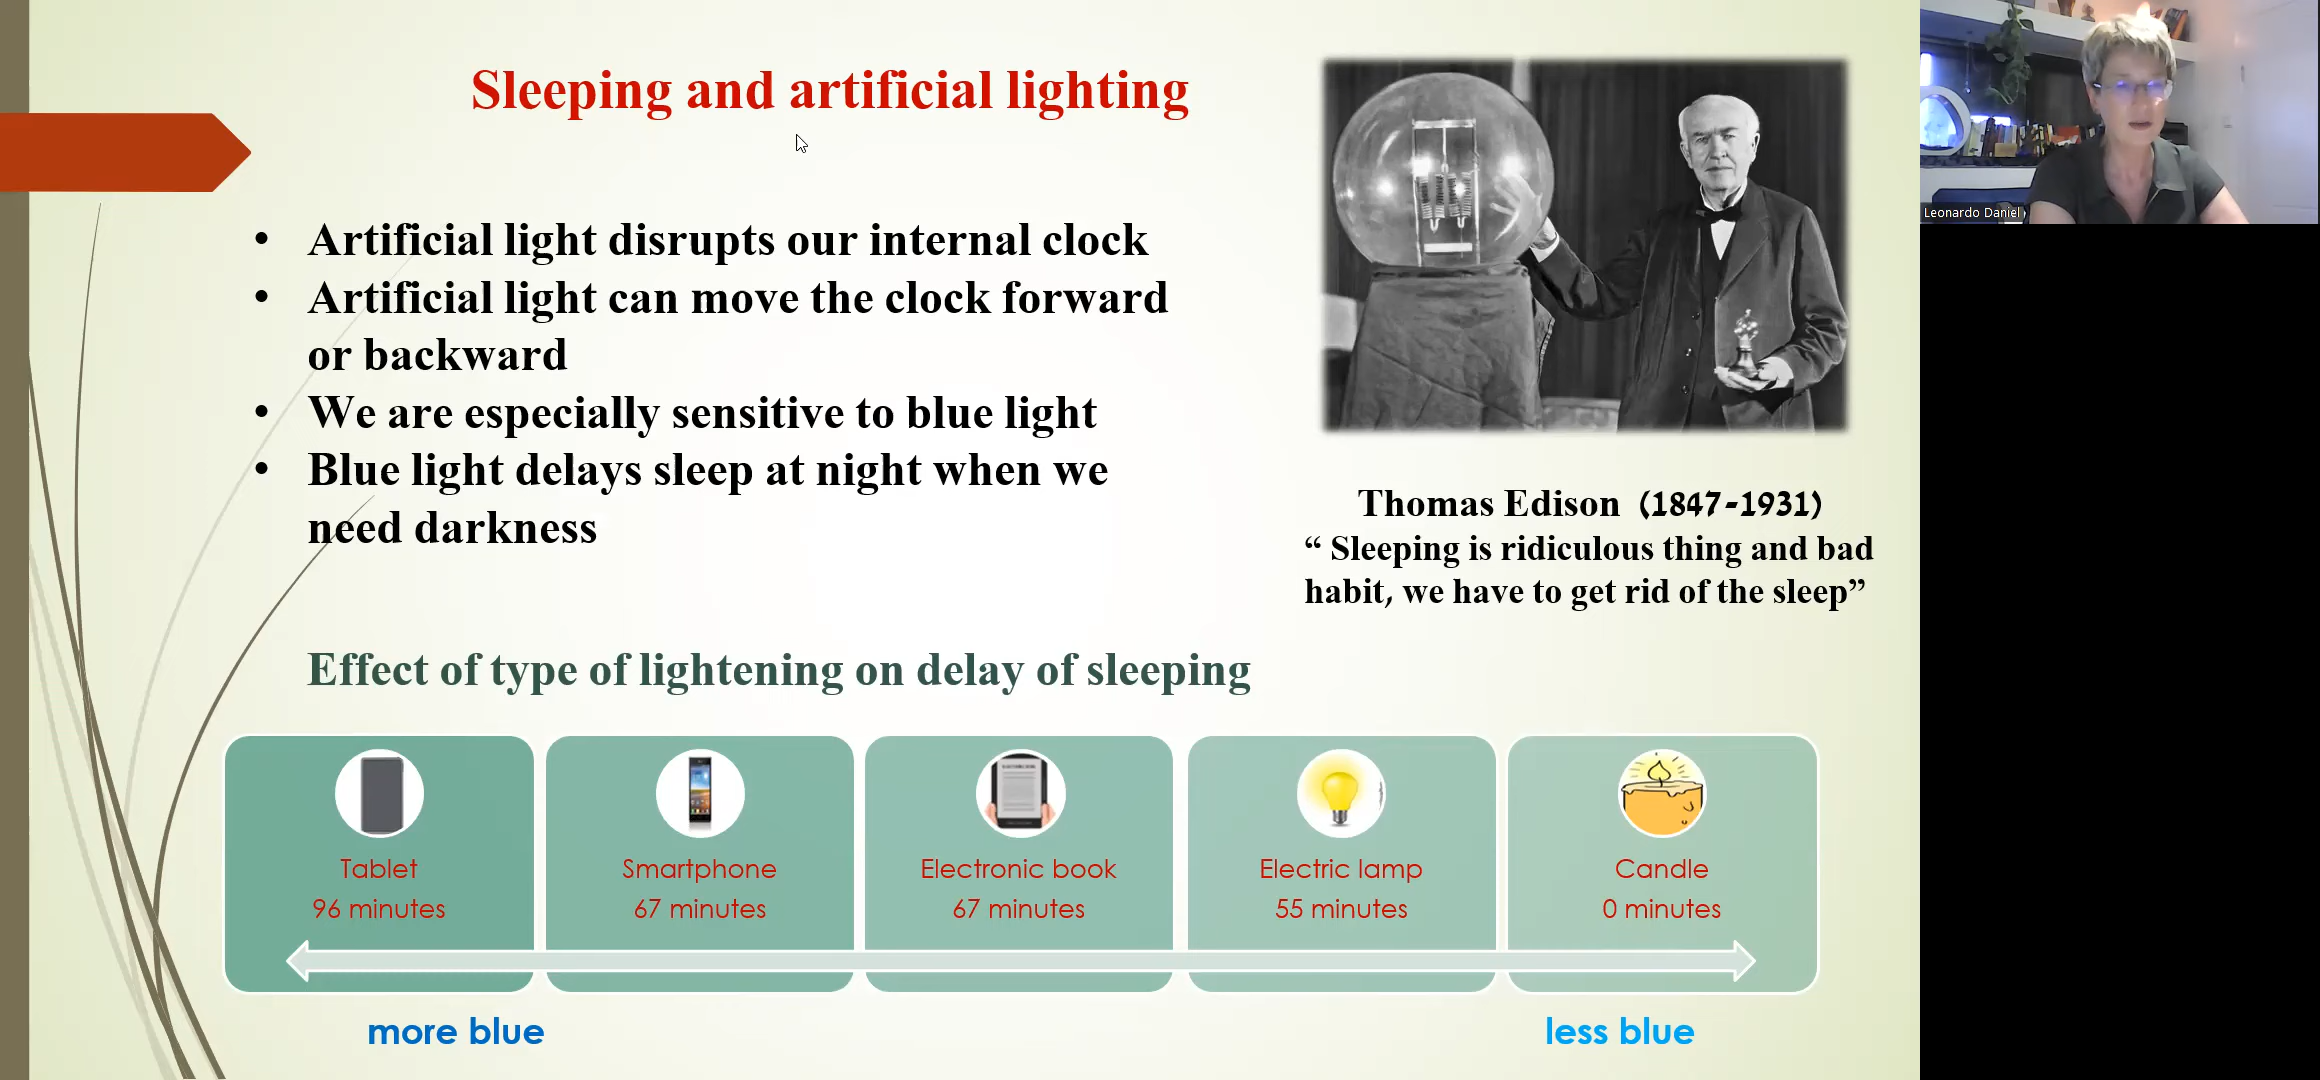 Sleeping and artificial lighting
• Artificial light disrupts our internal clock
• Artificial light can move the clock forward
or backward
• We are especially sensitive to blue light
• Blue light delays sleep at night when we
need darkness
Thomas Edison (1847-1931)
“ Sleeping is ridiculous thing and bad
habit, we have to get rid of the sleep”
Effect of type of lightening on delay of sleeping
Tablet
96 minutes
Smartphone
67 minutes
Electronic book
67 minutes
Electric lamp
55 minutes
Candle
0 minutes
more blue
less blue
Leonardo Daniel